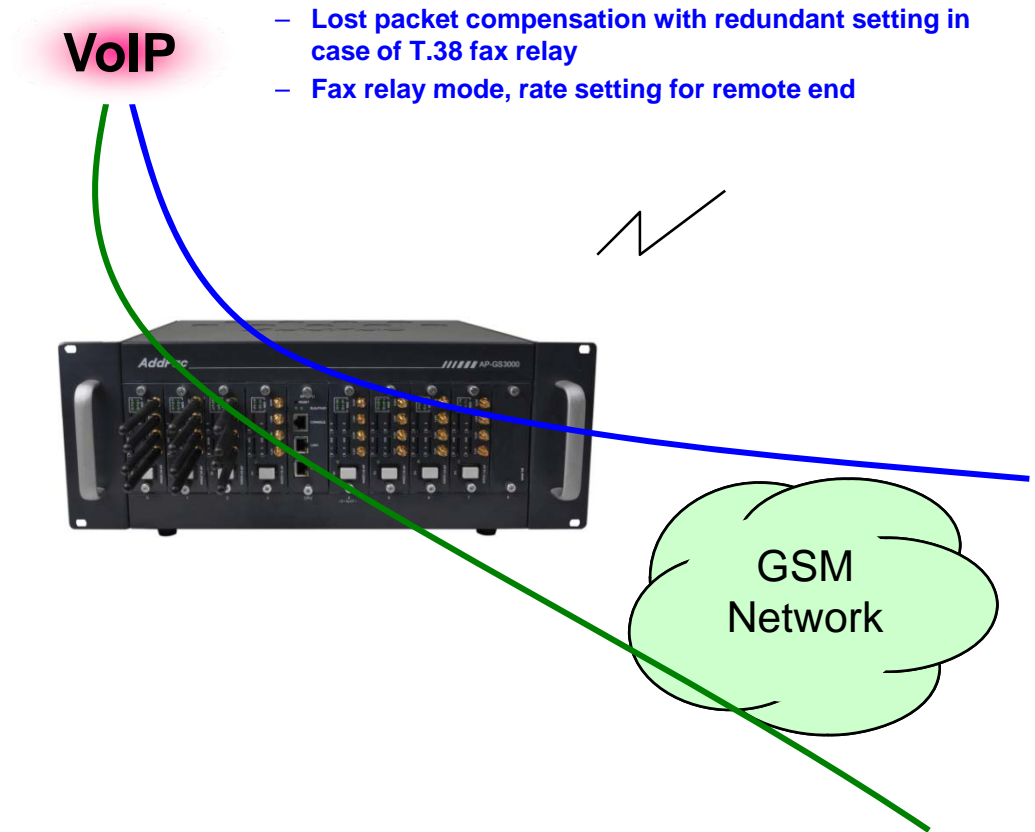 VoIP
– Lost packet compensation with redundant setting in
case of T.38 fax relay
– Fax relay mode, rate setting for remote end
AP-GS3000
GSM
Network